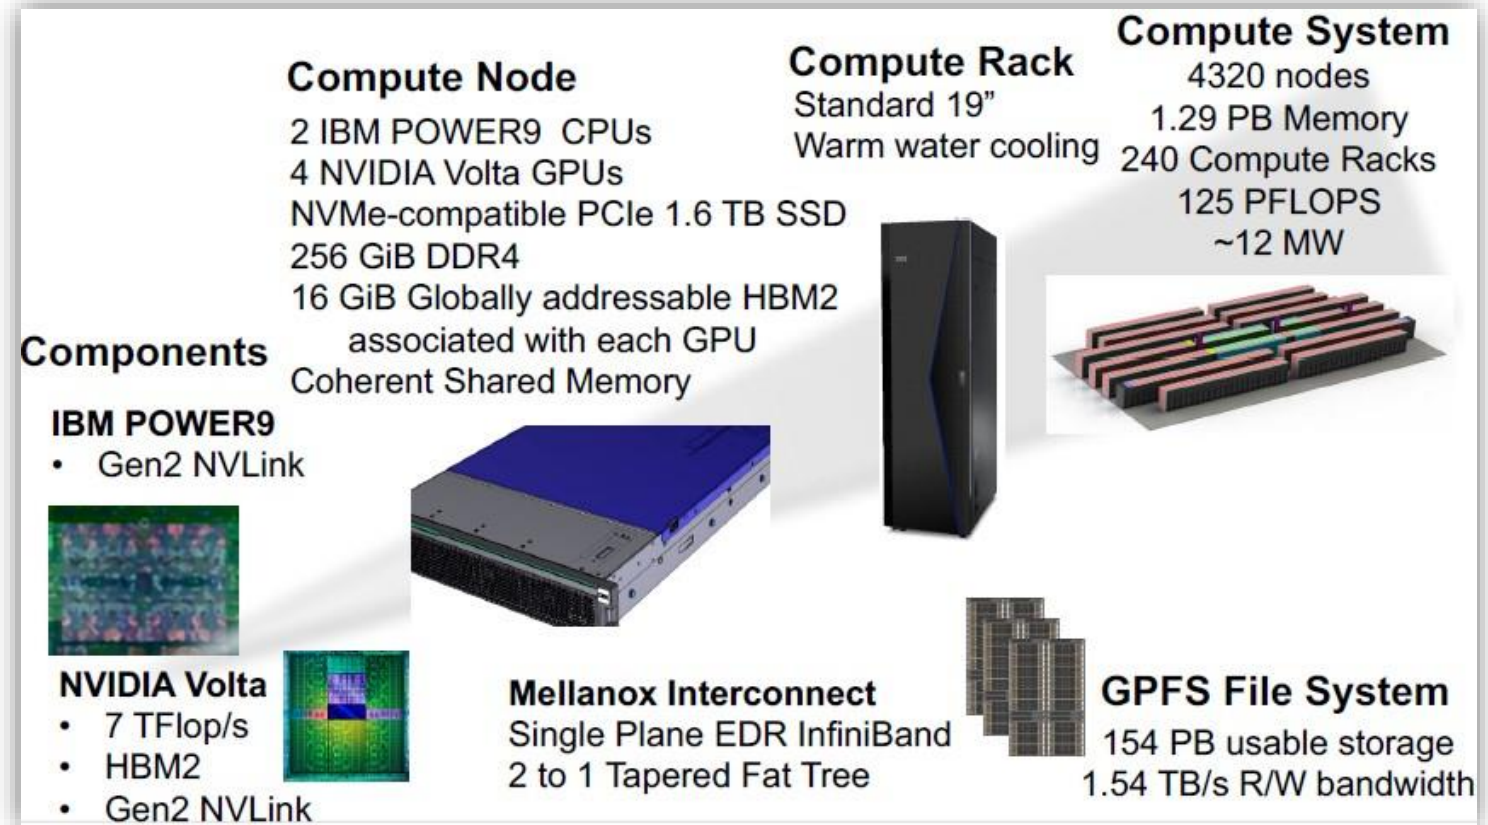 Compute System
4320 nodes
1.29 PB Memory
240 Compute Racks
125 PFLOPS
~12 MW
Compute Rack
Standard 19”
Warm water cooling
Compute Node
2 IBM POWER9 CPUs
4 NVIDIA Volta GPUs
NVMe-compatible PCIe 1.6 TB SSD
256 GiB DDR4
16 GiB Globally addressable HBM2
associated with each GPU
Coherent Shared Memory
Components
IBM POWER9
• Gen2 NVLink
NVIDIA Volta
• 7 TFlop/s
• HBM2
• Gen2 NVLink
Mellanox Interconnect
Single Plane EDR InfiniBand
2 to 1 Tapered Fat Tree
GPFS File System
154 PB usable storage
1.54 TB/s R/W bandwidth